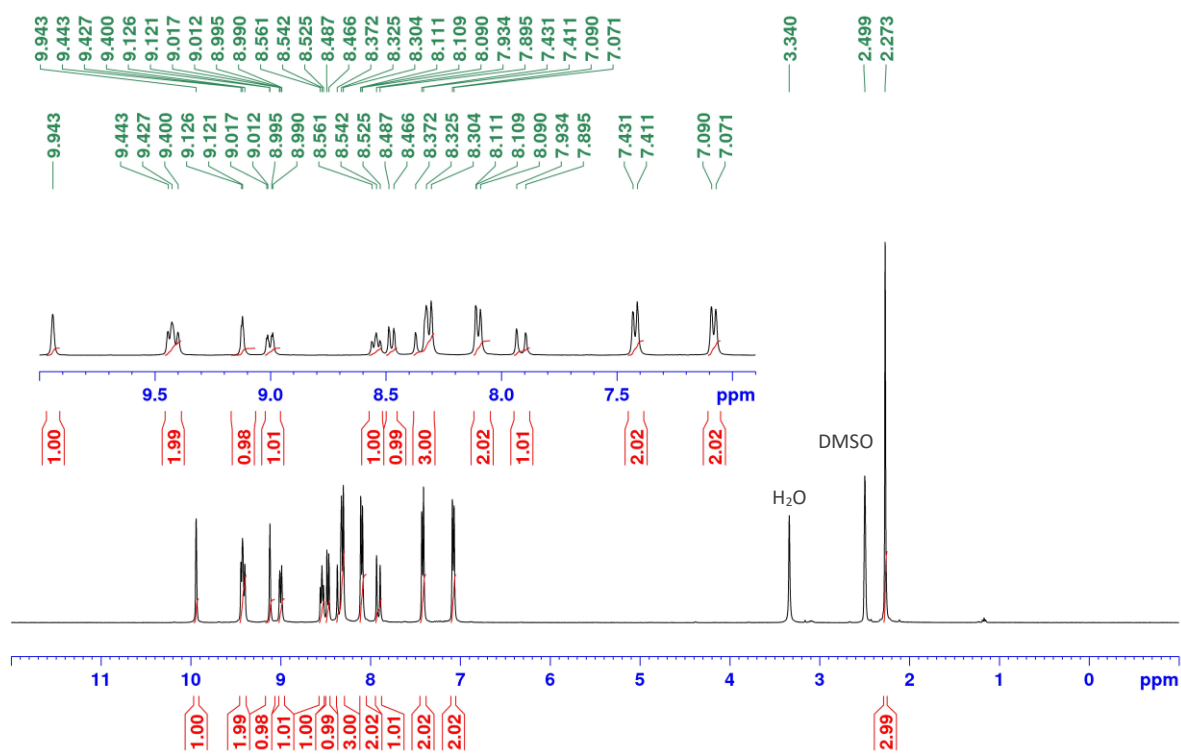 9.943 9.443 9.427 9.400 9.126 9.121 9.017 9.012 8.995 8.990 8.561 8.542 8.525 8.487 8.466 8.372 8.325 8.304 8.111 8.109 8.090 7.934 7.895 7.431 7.411 7.090 7.071 3.340 2.499 2.273
9.943 9.443 9.427 9.400 9.126 9.121 9.017 9.012 8.995 8.990 8.561 8.542 8.525 8.487 8.466 8.372 8.325 8.304 8.111 8.109 8.090 7.934 7.895 7.431 7.411 7.090 7.071
9.5 9.0 8.5 8.0 7.5 ppm
1.00 1.99 0.98 1.01 1.00 0.99 3.00 2.02 1.01 2.02 2.02
DMSO
H₂O
11 10 9 8 7 6 5 4 3 2 1 0 ppm
1.00 1.99 0.98 1.01 1.00 0.99 3.00 2.02 1.01 2.02 2.02 2.99